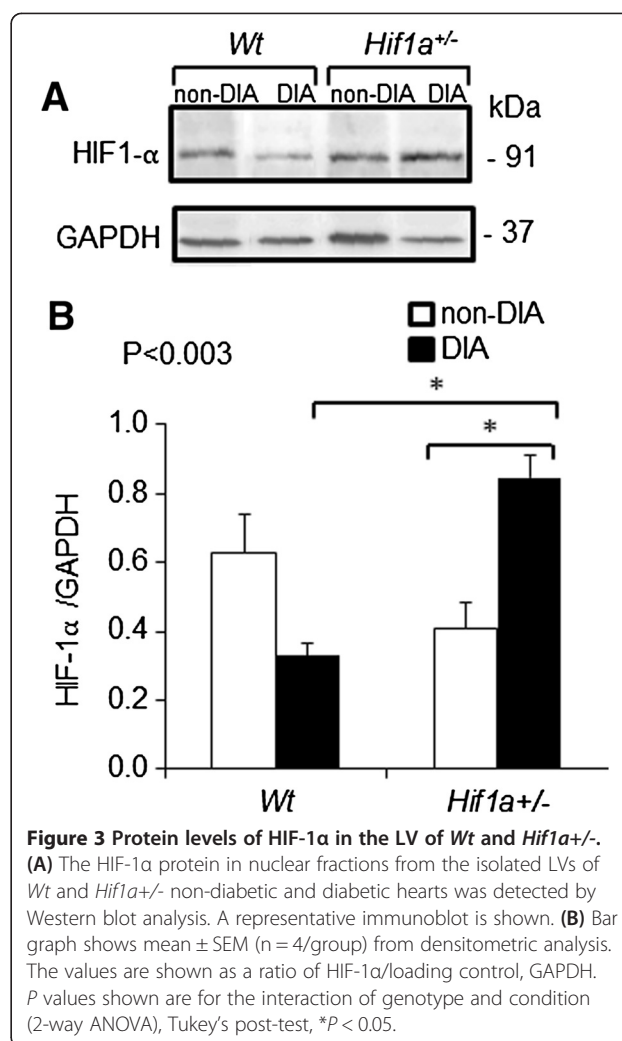 Wt Hif1a+/-
A non-DIA DIA non-DIA DIA kDa
HIF1-α - 91
GAPDH - 37
B non-DIA
DIA
P<0.003
*
*
1.0
0.8
0.6
0.4
0.2
0.0
HIF-1α /GAPDH
Wt Hif1a+/-
Figure 3 Protein levels of HIF-1α in the LV of Wt and Hif1a+/-.
(A) The HIF-1α protein in nuclear fractions from the isolated LVs of
Wt and Hif1a+/- non-diabetic and diabetic hearts was detected by
Western blot analysis. A representative immunoblot is shown. (B) Bar
graph shows mean ± SEM (n = 4/group) from densitometric analysis.
The values are shown as a ratio of HIF-1α/loading control, GAPDH.
P values shown are for the interaction of genotype and condition
(2-way ANOVA), Tukey's post-test, *P < 0.05.